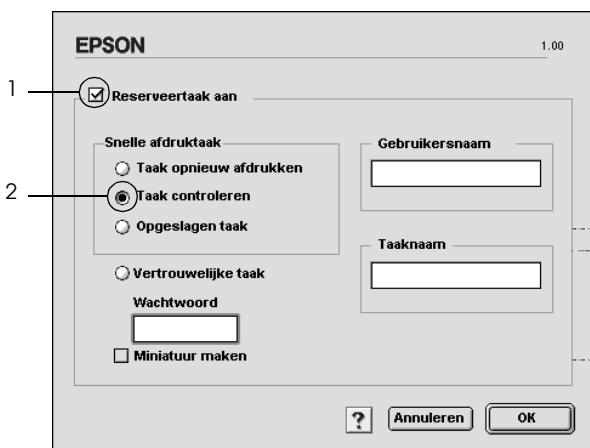 EPSON
1.00
1
Reserveertaak aan
Snelle afdruktaak
Taak opnieuw afdrukken
2
Taak controleren
Opgeslagen taak
Vertrouwelijke taak
Wachtwoord
Miniatuur maken
Gebruikersnaam
Taaknaam
?
Annuleren
OK